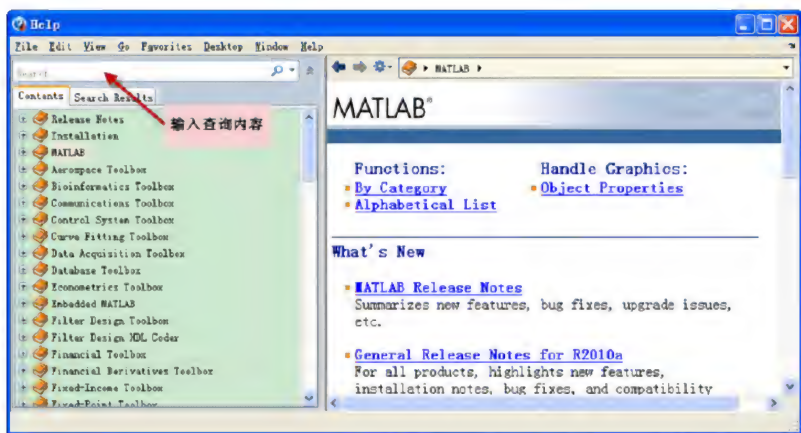 Help
File Edit View Go Favorites Desktop Window Help
Search
MATLAB
Contents Search Results
输入查询内容
Release Notes
Installation
MATLAB
Aerospace Toolbox
Bioinformatics Toolbox
Communications Toolbox
Control System Toolbox
Curve Fitting Toolbox
Data Acquisition Toolbox
Database Toolbox
Econometrics Toolbox
Embedded MATLAB
Filter Design Toolbox
Filter Design HDL Coder
Financial Toolbox
Financial Derivatives Toolbox
Fixed-Income Toolbox
Fixed-Point Toolbox
MATLAB®
Functions:
By Category
Alphabetical List
Handle Graphics:
Object Properties
What's New
MATLAB Release Notes
Summarizes new features, bug fixes, upgrade issues,
etc.
General Release Notes for R2010a
For all products, highlights new features,
installation notes, bug fixes, and compatibility